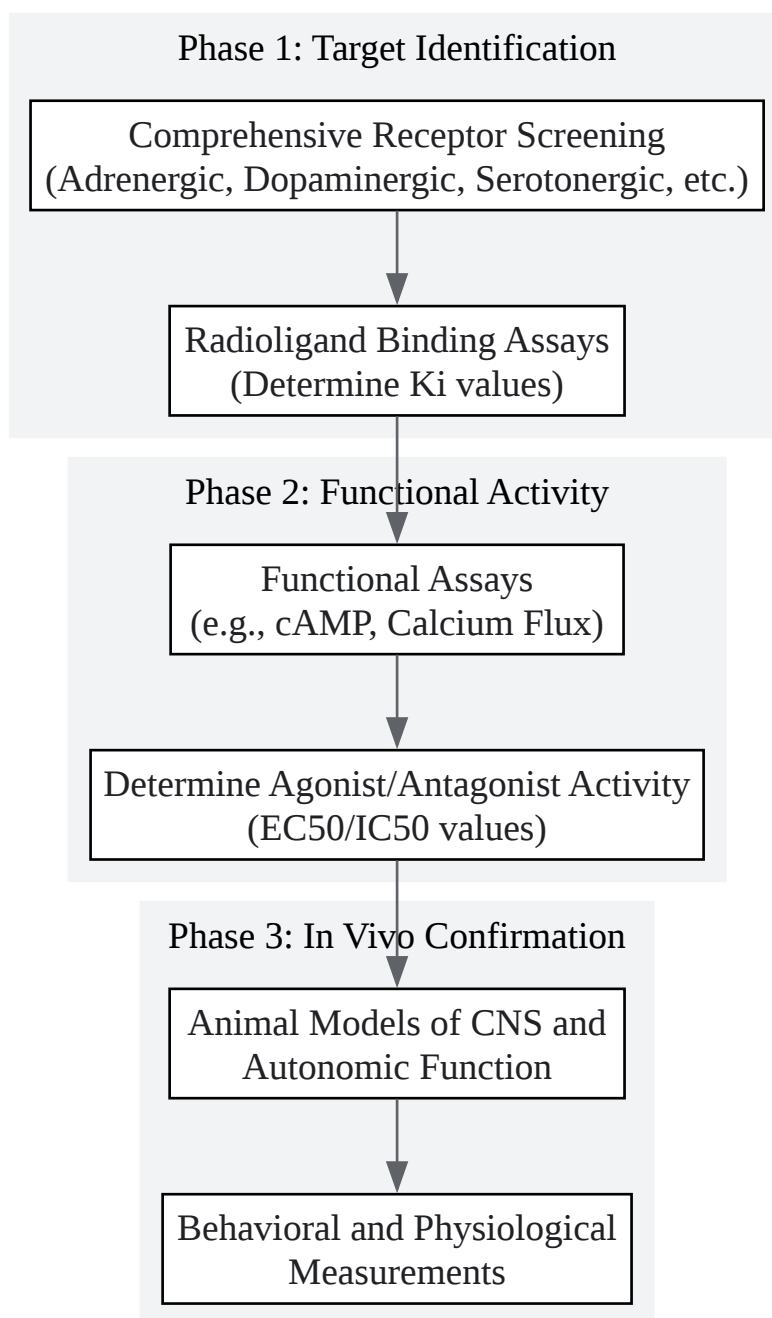 Phase 1: Target Identification
Comprehensive Receptor Screening
(Adrenergic, Dopaminergic, Serotonergic, etc.)
Radioligand Binding Assays
(Determine Ki values)
Phase 2: Functional Activity
Functional Assays
(e.g., cAMP, Calcium Flux)
Determine Agonist/Antagonist Activity
(EC50/IC50 values)
Phase 3: In Vivo Confirmation
Animal Models of CNS and
Autonomic Function
Behavioral and Physiological
Measurements